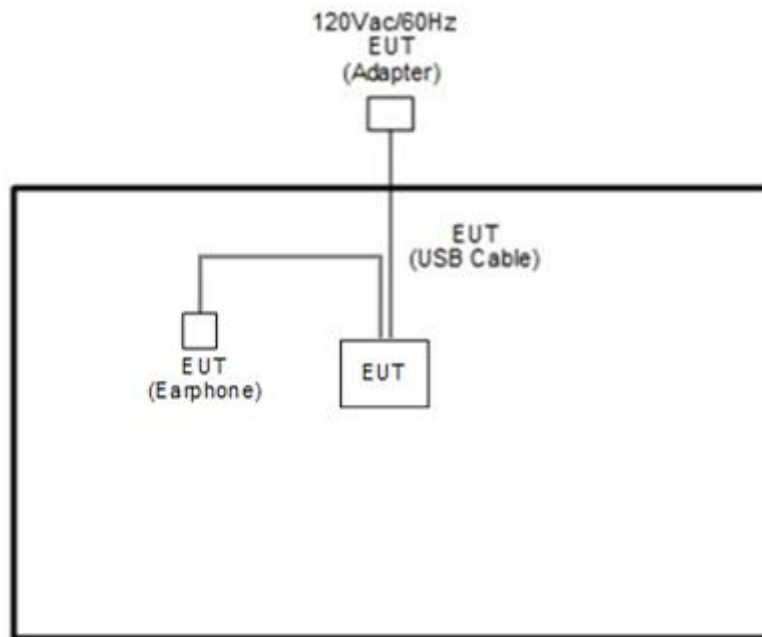 120Vac/60Hz
EUT
(Adapter)
EUT
(USB Cable)
EUT
(Earphone)
EUT